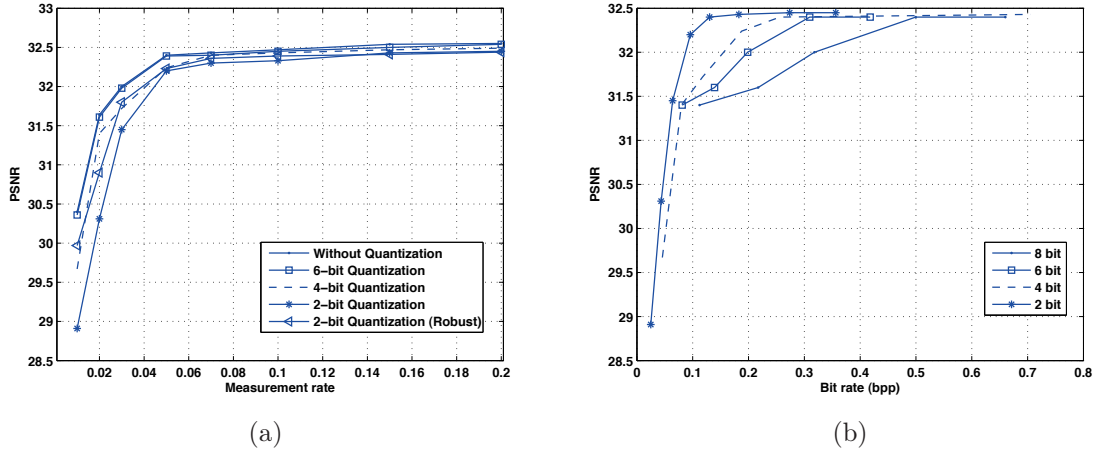 33
32.5
32
31.5
31
30.5
30
29.5
29
28.5
PSNR
0.02 0.04 0.06 0.08 0.1 0.12 0.14 0.16 0.18 0.2
Measurement rate
Without Quantization
6−bit Quantization
4−bit Quantization
2−bit Quantization
2−bit Quantization (Robust)
(a)
32.5
32
31.5
31
30.5
30
29.5
29
28.5
PSNR
0 0.1 0.2 0.3 0.4 0.5 0.6 0.7 0.8
Bit rate (bpp)
8 bit
6 bit
4 bit
2 bit
(b)